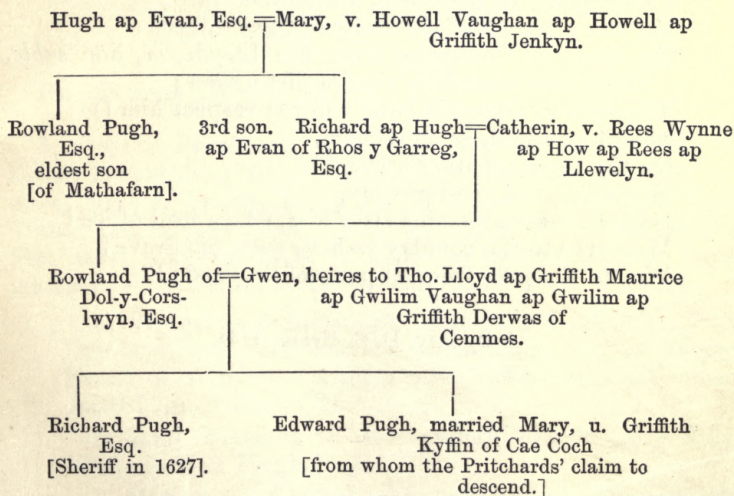 Hugh ap Evan, Esq.=Mary, v. Howell Vaughan ap Howell ap
Griffith Jenkyn.
Rowland Pugh,
Esq.,
eldest son
[of Mathafarn].
3rd son. Richard ap Hugh=Catherin, v. Rees Wynne
ap Evan of Rhos y Garreg,
Esq.
ap How ap Rees ap
Llewelyn.
Rowland Pugh of=Gwen, heires to Tho. Lloyd ap Griffith Maurice
Dol-y-Cors-
lwyn, Esq.
ap Gwilim Vaughan ap Gwilim ap
Griffith Derwas of
Cemmes.
Richard Pugh,
Esq.
[Sheriff in 1627].
Edward Pugh, married Mary, u. Griffith
Kyffin of Cae Coch
[from whom the Pritchards' claim to
descend.]